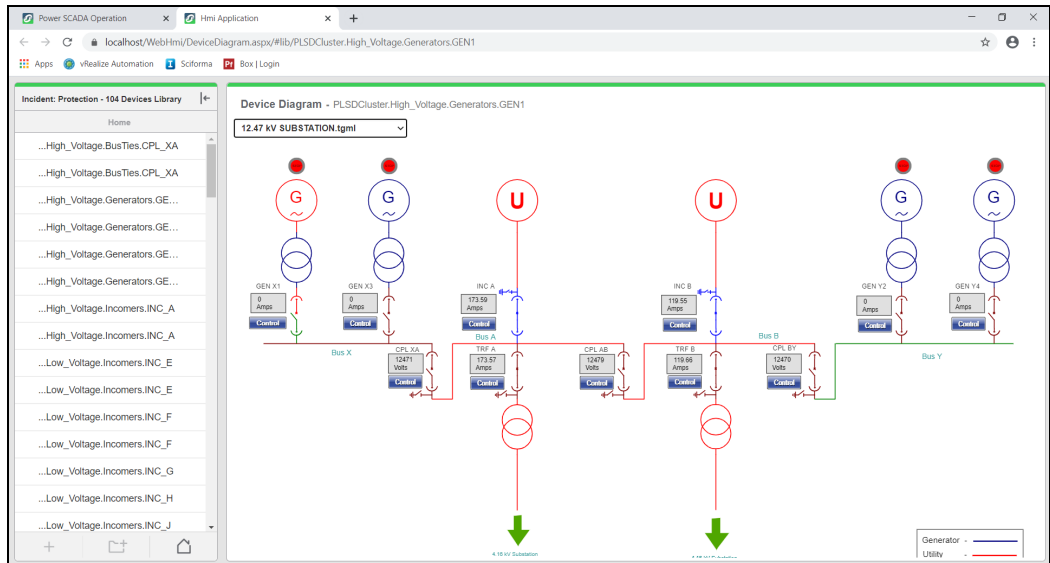 Power SCADA Operation
Hmi Application
localhost/WebHmi/DeviceDiagram.aspx/#lib/PLSDCluster.High_Voltage.Generators.GEN1
Apps
vRealize Automation
Sciforma
Box | Login
Incident: Protection - 104 Devices Library
Home
...High_Voltage.BusTies.CPL_XA
...High_Voltage.BusTies.CPL_XA
...High_Voltage.Generators.GE...
...High_Voltage.Generators.GE...
...High_Voltage.Generators.GE...
...High_Voltage.Generators.GE...
...High_Voltage.Incomers.INC_A
...High_Voltage.Incomers.INC_A
...Low_Voltage.Incomers.INC_E
...Low_Voltage.Incomers.INC_E
...Low_Voltage.Incomers.INC_F
...Low_Voltage.Incomers.INC_F
...Low_Voltage.Incomers.INC_G
...Low_Voltage.Incomers.INC_H
...Low_Voltage.Incomers.INC_J
Device Diagram - PLSDCluster.High_Voltage.Generators.GEN1
12.47 kV SUBSTATION.tgml
G
G
U
U
G
G
GEN X1
0
Amps
Control
GEN X3
0
Amps
Control
INC A
173.59
Amps
Control
INC B
119.55
Amps
Control
GEN Y2
0
Amps
Control
GEN Y4
0
Amps
Control
Bus X
Bus A
Bus B
Bus Y
CPL XA
12471
Volts
Control
TRF A
173.57
Amps
Control
CPL AB
12479
Volts
Control
TRF B
119.66
Amps
Control
CPL BY
12470
Volts
Control
4.16 kV Substation
4.16 kV Substation
Generator -
Utility -